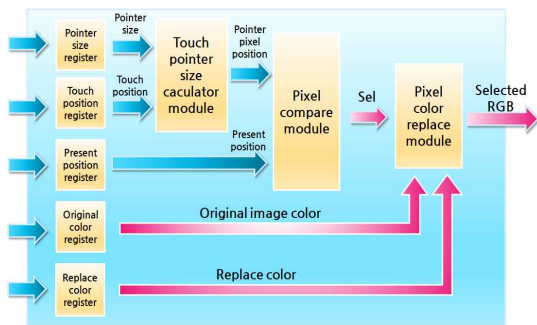 Pointer
size
register
Pointer
size
Touch
pointer
size
caculator
module
Pointer
pixel
position
Touch
position
register
Touch
position
Pixel
compare
module
Sel
Pixel
color
replace
module
Selected
RGB
Present
position
register
Present
position
Original
color
register
Original image color
Replace
color
register
Replace color